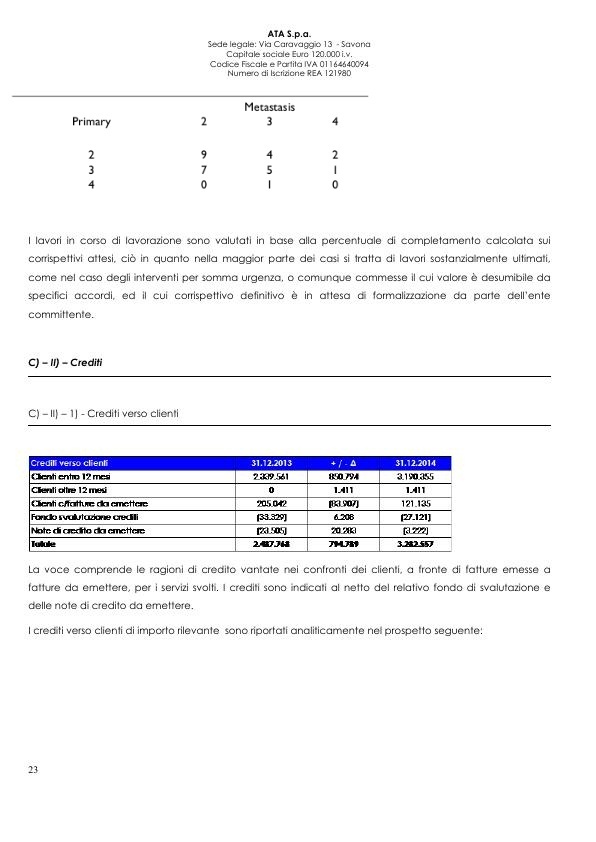 ATA S.p.a.
Sede legale: Via Caravaggio 13 - Savona
Capitale sociale Euro 120.000 i.v.
Codice Fiscale e Partita IVA 01164640094
Numero di Iscrizione REA 121980
Metastasis
Primary 2 3 4
2 9 4 2
3 7 5 1
4 0 1 0
I lavori in corso di lavorazione sono valutati in base alla percentuale di completamento calcolata sui
corrispettivi attesi, ciò in quanto nella maggior parte dei casi si tratta di lavori sostanzialmente ultimati,
come nel caso degli interventi per somma urgenza, o comunque commesse il cui valore è desumibile da
specifici accordi, ed il cui corrispettivo definitivo è in attesa di formalizzazione da parte dell'ente
committente.
C) – II) – Crediti
C) – II) – 1) - Crediti verso clienti
Crediti verso clienti 31.12.2013 + / - Δ 31.12.2014
Clienti entro 12 mesi 2.339.561 850.794 3.190.355
Clienti oltre 12 mesi 0 1.411 1.411
Clienti c/fatture da emettere 205.042 (83.907) 121.135
Fondo svalutazione crediti (33.329) 6.208 (27.121)
Note di credito da emettere (23.505) 20.283 (3.222)
Totale 2.487.768 794.789 3.282.557
La voce comprende le ragioni di credito vantate nei confronti dei clienti, a fronte di fatture emesse a
fatture da emettere, per i servizi svolti. I crediti sono indicati al netto del relativo fondo di svalutazione e
delle note di credito da emettere.
I crediti verso clienti di importo rilevante sono riportati analiticamente nel prospetto seguente:
23